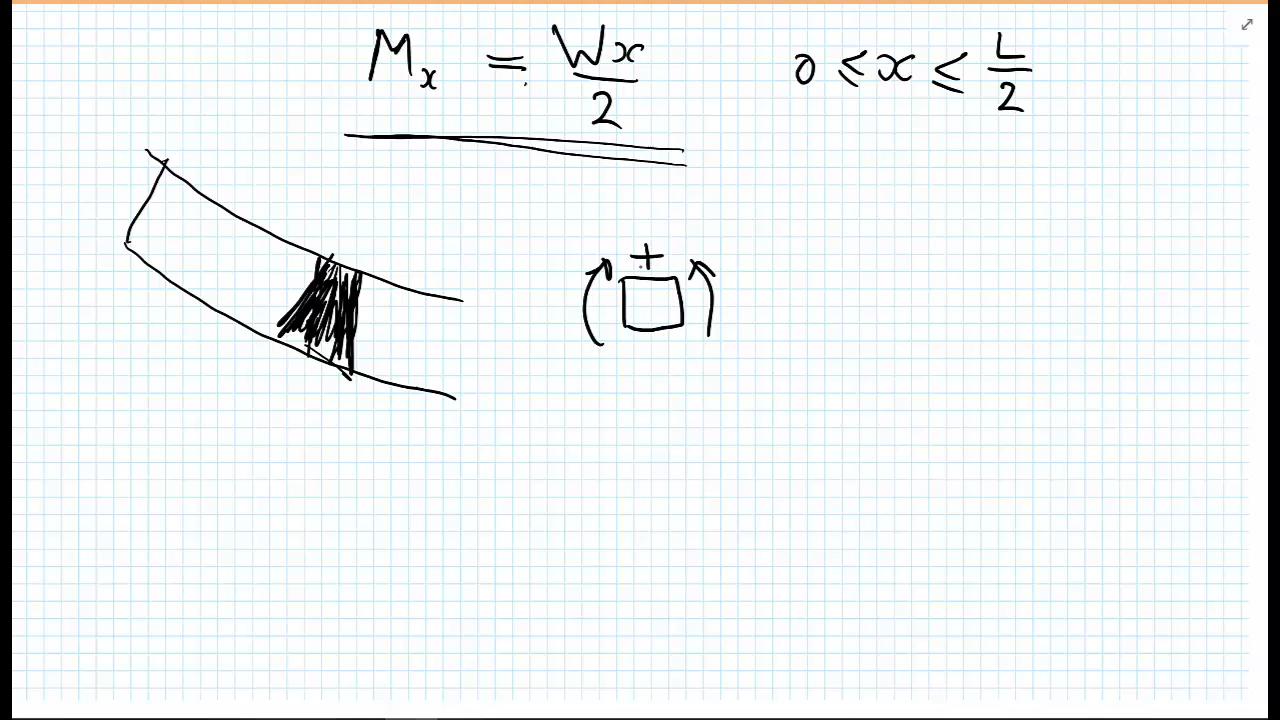 Mx = Wx/2 0 ≤ x ≤ L/2
+